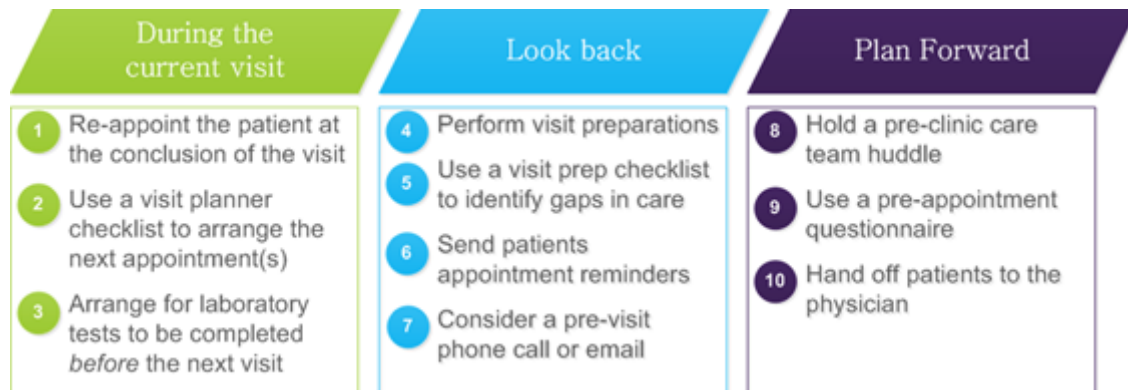 During the
current visit
1 Re-appoint the patient at
the conclusion of the visit
2 Use a visit planner
checklist to arrange the
next appointment(s)
3 Arrange for laboratory
tests to be completed
before the next visit
Look back
4 Perform visit preparations
5 Use a visit prep checklist
to identify gaps in care
6 Send patients
appointment reminders
7 Consider a pre-visit
phone call or email
Plan Forward
8 Hold a pre-clinic care
team huddle
9 Use a pre-appointment
questionnaire
10 Hand off patients to the
physician